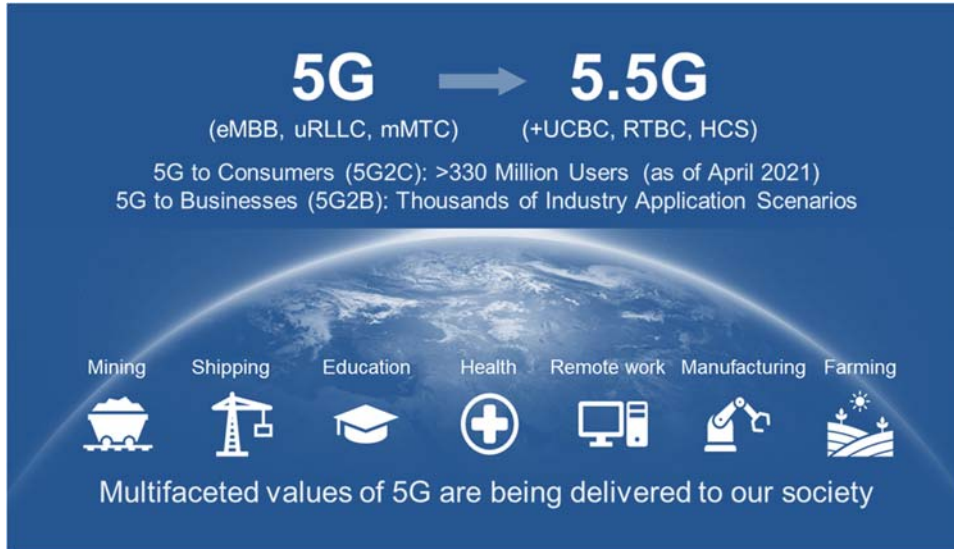 5G 5.5G
(eMBB, uRLLC, mMTC) (+UCBC, RTBC, HCS)
5G to Consumers (5G2C): >330 Million Users (as of April 2021)
5G to Businesses (5G2B): Thousands of Industry Application Scenarios
Mining Shipping Education Health Remote work Manufacturing Farming
Multifaceted values of 5G are being delivered to our society